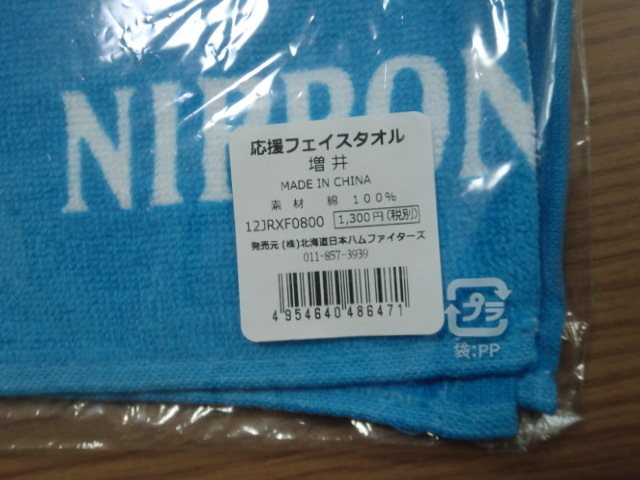 NIPPON
応援フェイスタオル
増井
MADE IN CHINA
素材 綿 100%
12JRXF0800 1,300円(税別)
発売元 (株)北海道日本ハムファイターズ
011-857-3939
4954640486471
プラ
袋:PP